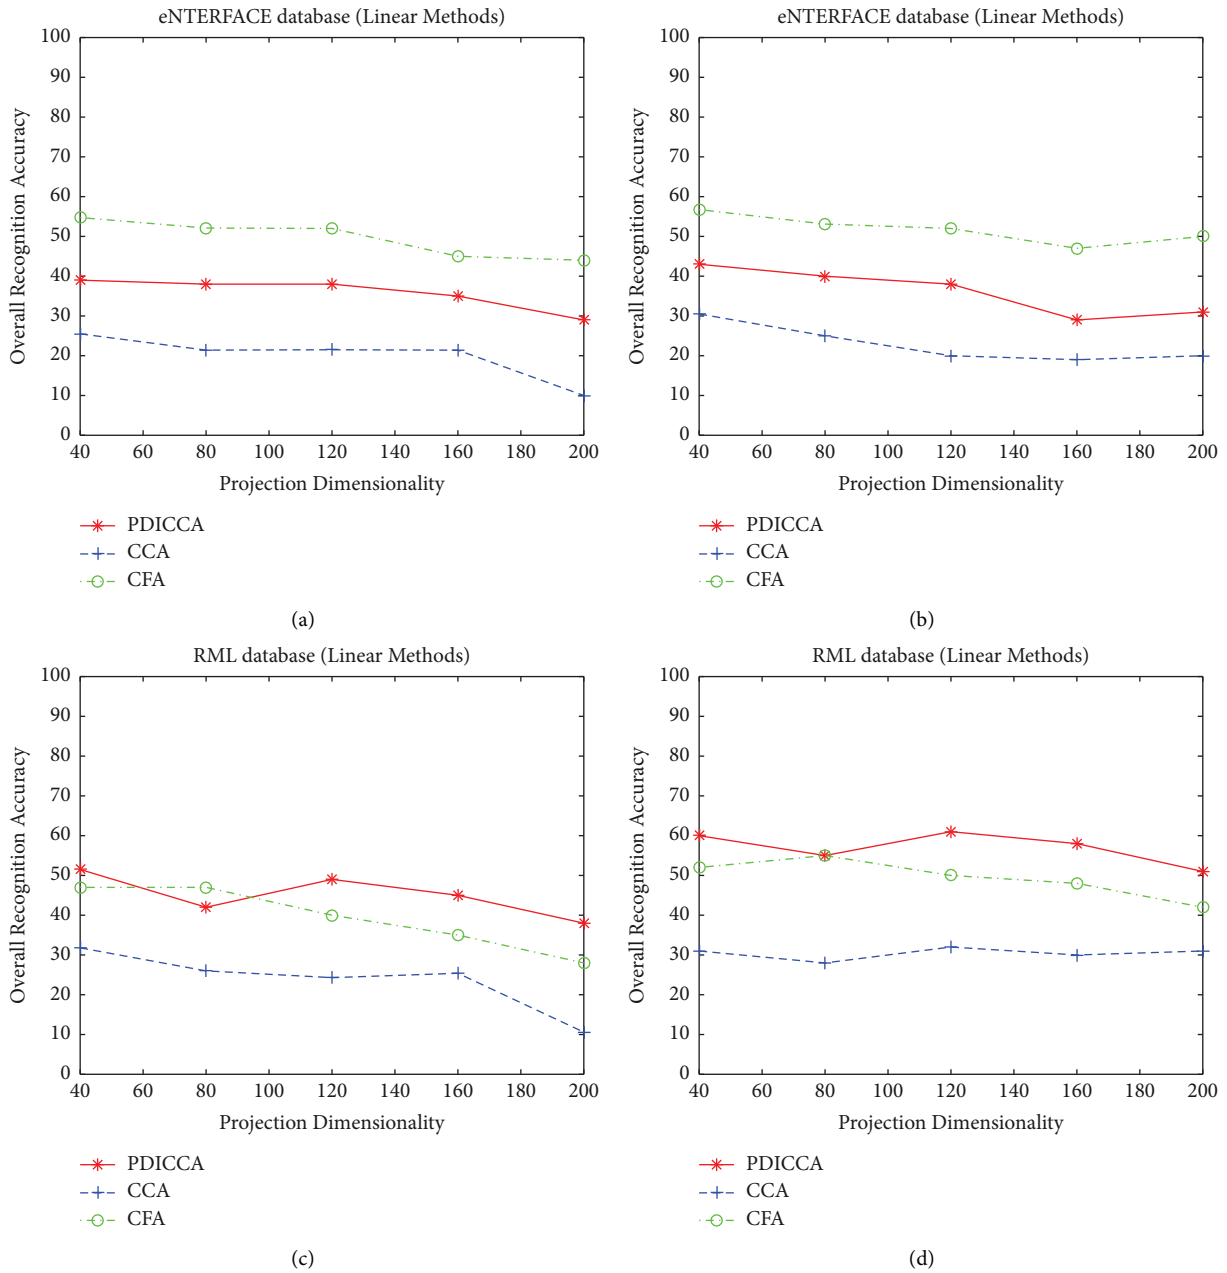 eNTERFACE database (Linear Methods)
100
90
80
70
60
50
40
30
20
10
0
Overall Recognition Accuracy
40 60 80 100 120 140 160 180 200
Projection Dimensionality
PDICCA
CCA
CFA
(a)
eNTERFACE database (Linear Methods)
100
90
80
70
60
50
40
30
20
10
0
Overall Recognition Accuracy
40 60 80 100 120 140 160 180 200
Projection Dimensionality
PDICCA
CCA
CFA
(b)
RML database (Linear Methods)
100
90
80
70
60
50
40
30
20
10
0
Overall Recognition Accuracy
40 60 80 100 120 140 160 180 200
Projection Dimensionality
PDICCA
CCA
CFA
(c)
RML database (Linear Methods)
100
90
80
70
60
50
40
30
20
10
0
Overall Recognition Accuracy
40 60 80 100 120 140 160 180 200
Projection Dimensionality
PDICCA
CCA
CFA
(d)